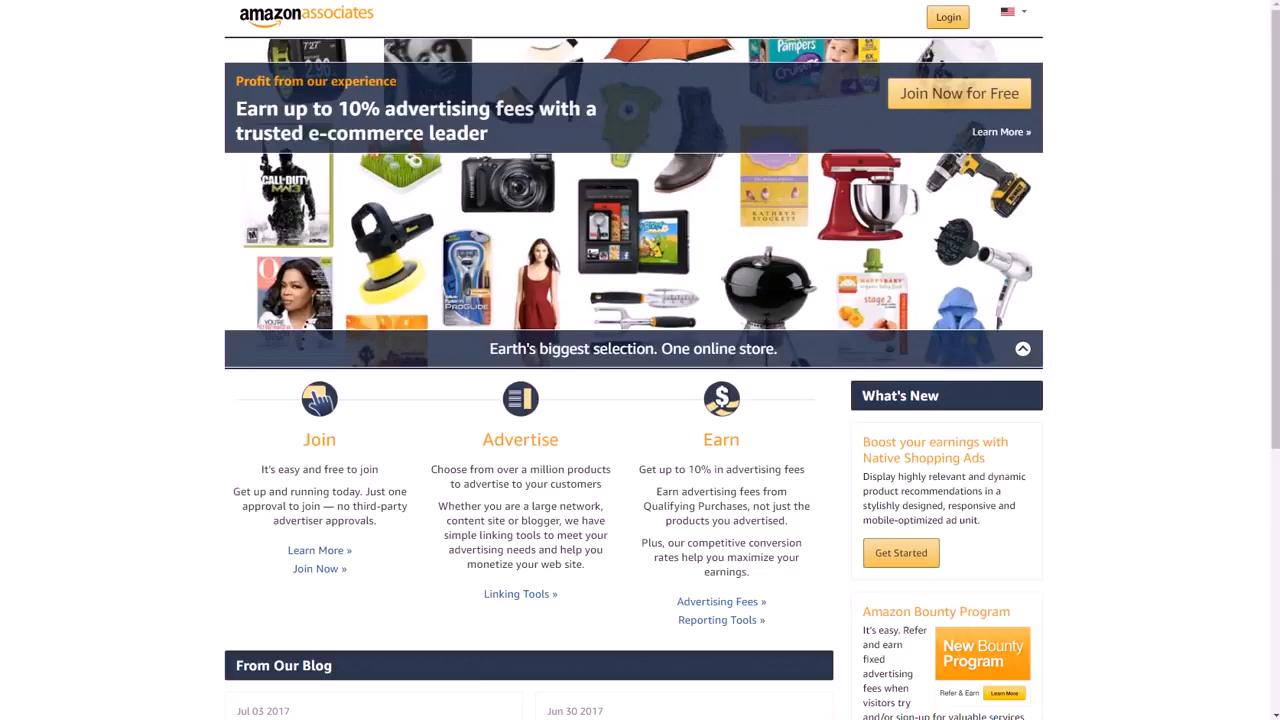 amazonassociates
Login
Profit from our experience
Earn up to 10% advertising fees with a
trusted e-commerce leader
Join Now for Free
Learn More »
Pampers
Cruisers
CALL·DUTY
MW3
KATHRYN
STOCKETT
ProGlide
HAPPYBABY
stage 2
Earth's biggest selection. One online store.
Join
It's easy and free to join
Get up and running today. Just one
approval to join — no third-party
advertiser approvals.
Learn More »
Join Now »
Advertise
Choose from over a million products
to advertise to your customers
Whether you are a large network,
content site or blogger, we have
simple linking tools to meet your
advertising needs and help you
monetize your web site.
Linking Tools »
Earn
Get up to 10% in advertising fees
Earn advertising fees from
Qualifying Purchases, not just the
products you advertised.
Plus, our competitive conversion
rates help you maximize your
earnings.
Advertising Fees »
Reporting Tools »
What's New
Boost your earnings with
Native Shopping Ads
Display highly relevant and dynamic
product recommendations in a
stylishly designed, responsive and
mobile-optimized ad unit.
Get Started
Amazon Bounty Program
It's easy. Refer
and earn
fixed
advertising
fees when
visitors try
and/or sign-up for valuable services
New Bounty
Program
Refer & Earn
Learn More
From Our Blog
Jul 03 2017
Jun 30 2017